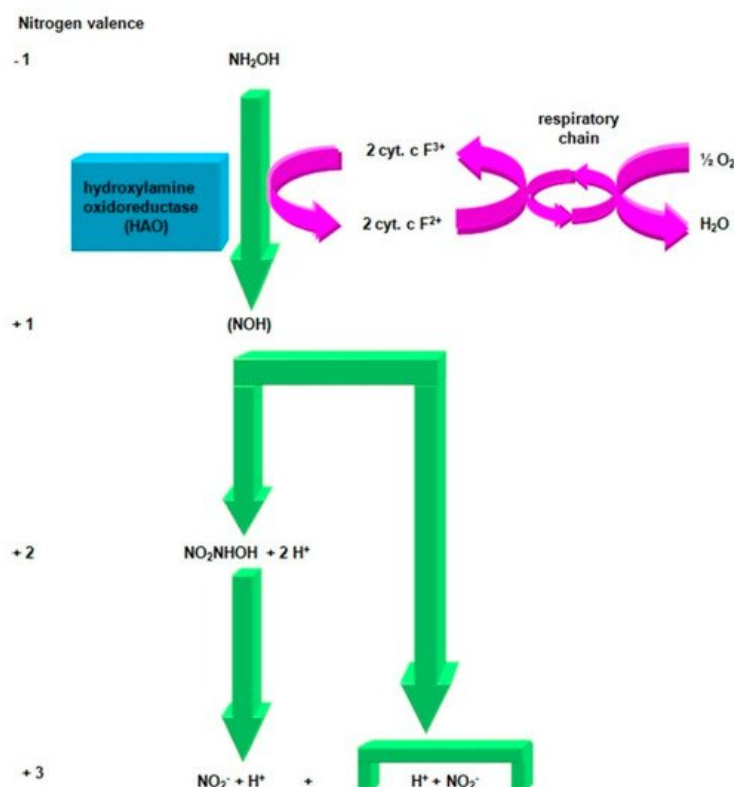 Nitrogen valence
- 1
NH₂OH
respiratory
chain
2 cyt. c F³⁺
½ O₂
hydroxylamine
oxidoreductase
(HAO)
2 cyt. c F²⁺
H₂O
+ 1
(NOH)
+ 2
NO₂NHOH + 2 H⁺
+ 3
NO₂⁻ + H⁺
+
H⁺ + NO₂⁻